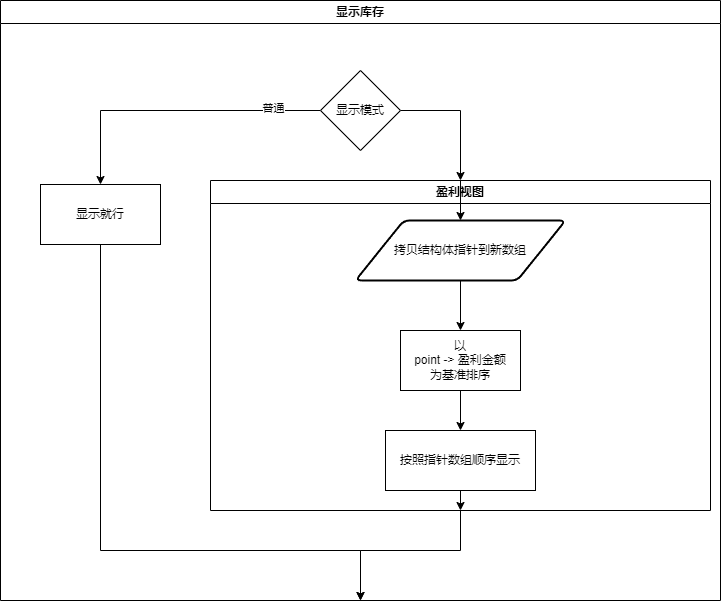 显示库存
显示模式
普通
显示就行
盈利视图
拷贝结构体指针到新数组
以
point -> 盈利金额
为基准排序
按照指针数组顺序显示